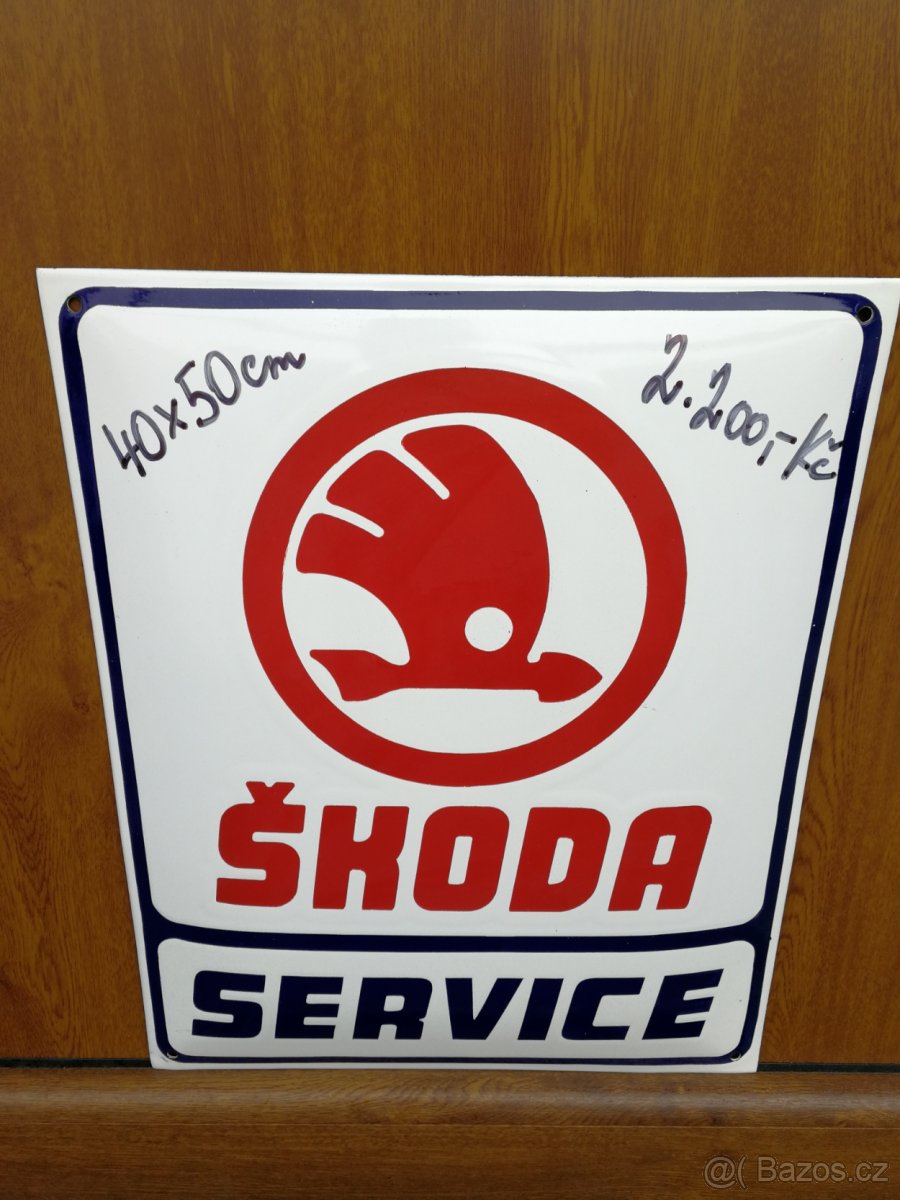 40x50cm
2.200,-Kč
ŠKODA
SERVICE
@( Bazos.cz